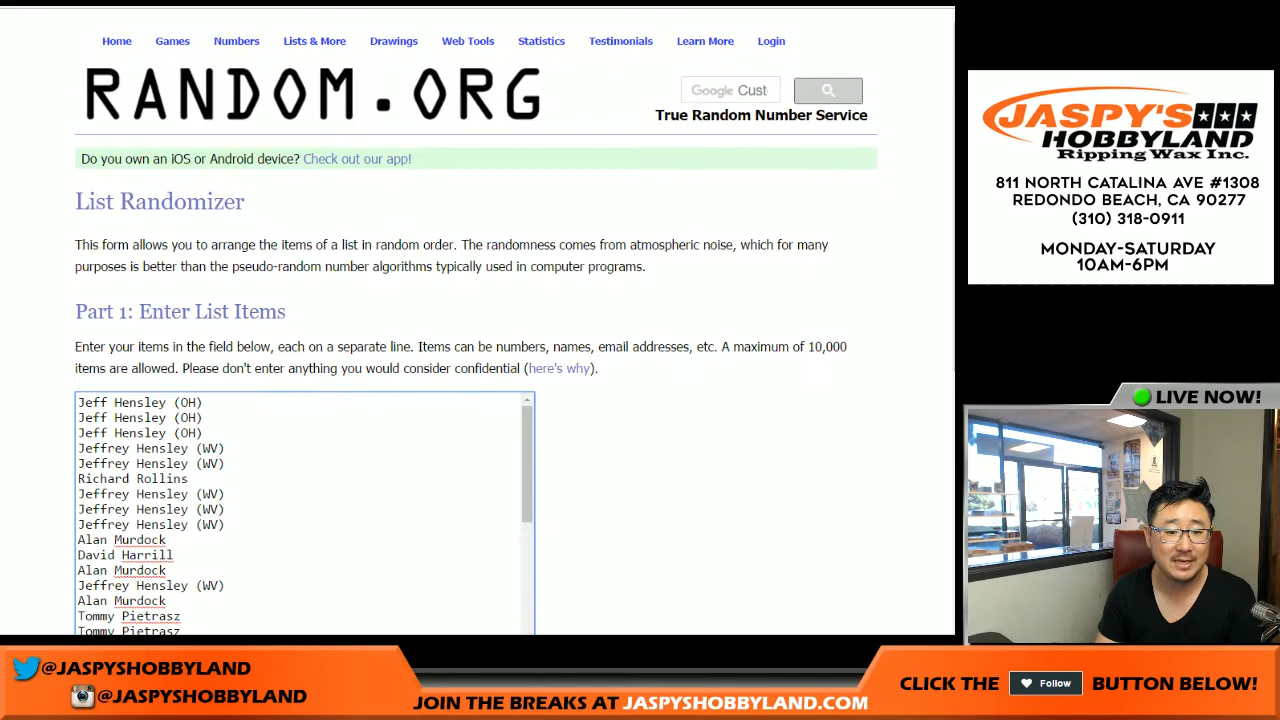 Home Games Numbers Lists & More Drawings Web Tools Statistics Testimonials Learn More Login
RANDOM.ORG
Google Cust
True Random Number Service
Do you own an iOS or Android device? Check out our app!
List Randomizer
This form allows you to arrange the items of a list in random order. The randomness comes from atmospheric noise, which for many
purposes is better than the pseudo-random number algorithms typically used in computer programs.
Part 1: Enter List Items
Enter your items in the field below, each on a separate line. Items can be numbers, names, email addresses, etc. A maximum of 10,000
items are allowed. Please don't enter anything you would consider confidential (here's why).
Jeff Hensley (OH)
Jeff Hensley (OH)
Jeff Hensley (OH)
Jeffrey Hensley (WV)
Jeffrey Hensley (WV)
Richard Rollins
Jeffrey Hensley (WV)
Jeffrey Hensley (WV)
Jeffrey Hensley (WV)
Alan Murdock
David Harrill
Alan Murdock
Jeffrey Hensley (WV)
Alan Murdock
Tommy Pietrasz
Tommy Pietrasz
JASPY'S
HOBBYLAND
Ripping Wax Inc.
811 NORTH CATALINA AVE #1308
REDONDO BEACH, CA 90277
(310) 318-0911
MONDAY-SATURDAY
10AM-6PM
LIVE NOW!
@JASPYSHOBBYLAND
@JASPYSHOBBYLAND
JOIN THE BREAKS AT JASPYSHOBBYLAND.COM
CLICK THE Follow BUTTON BELOW!